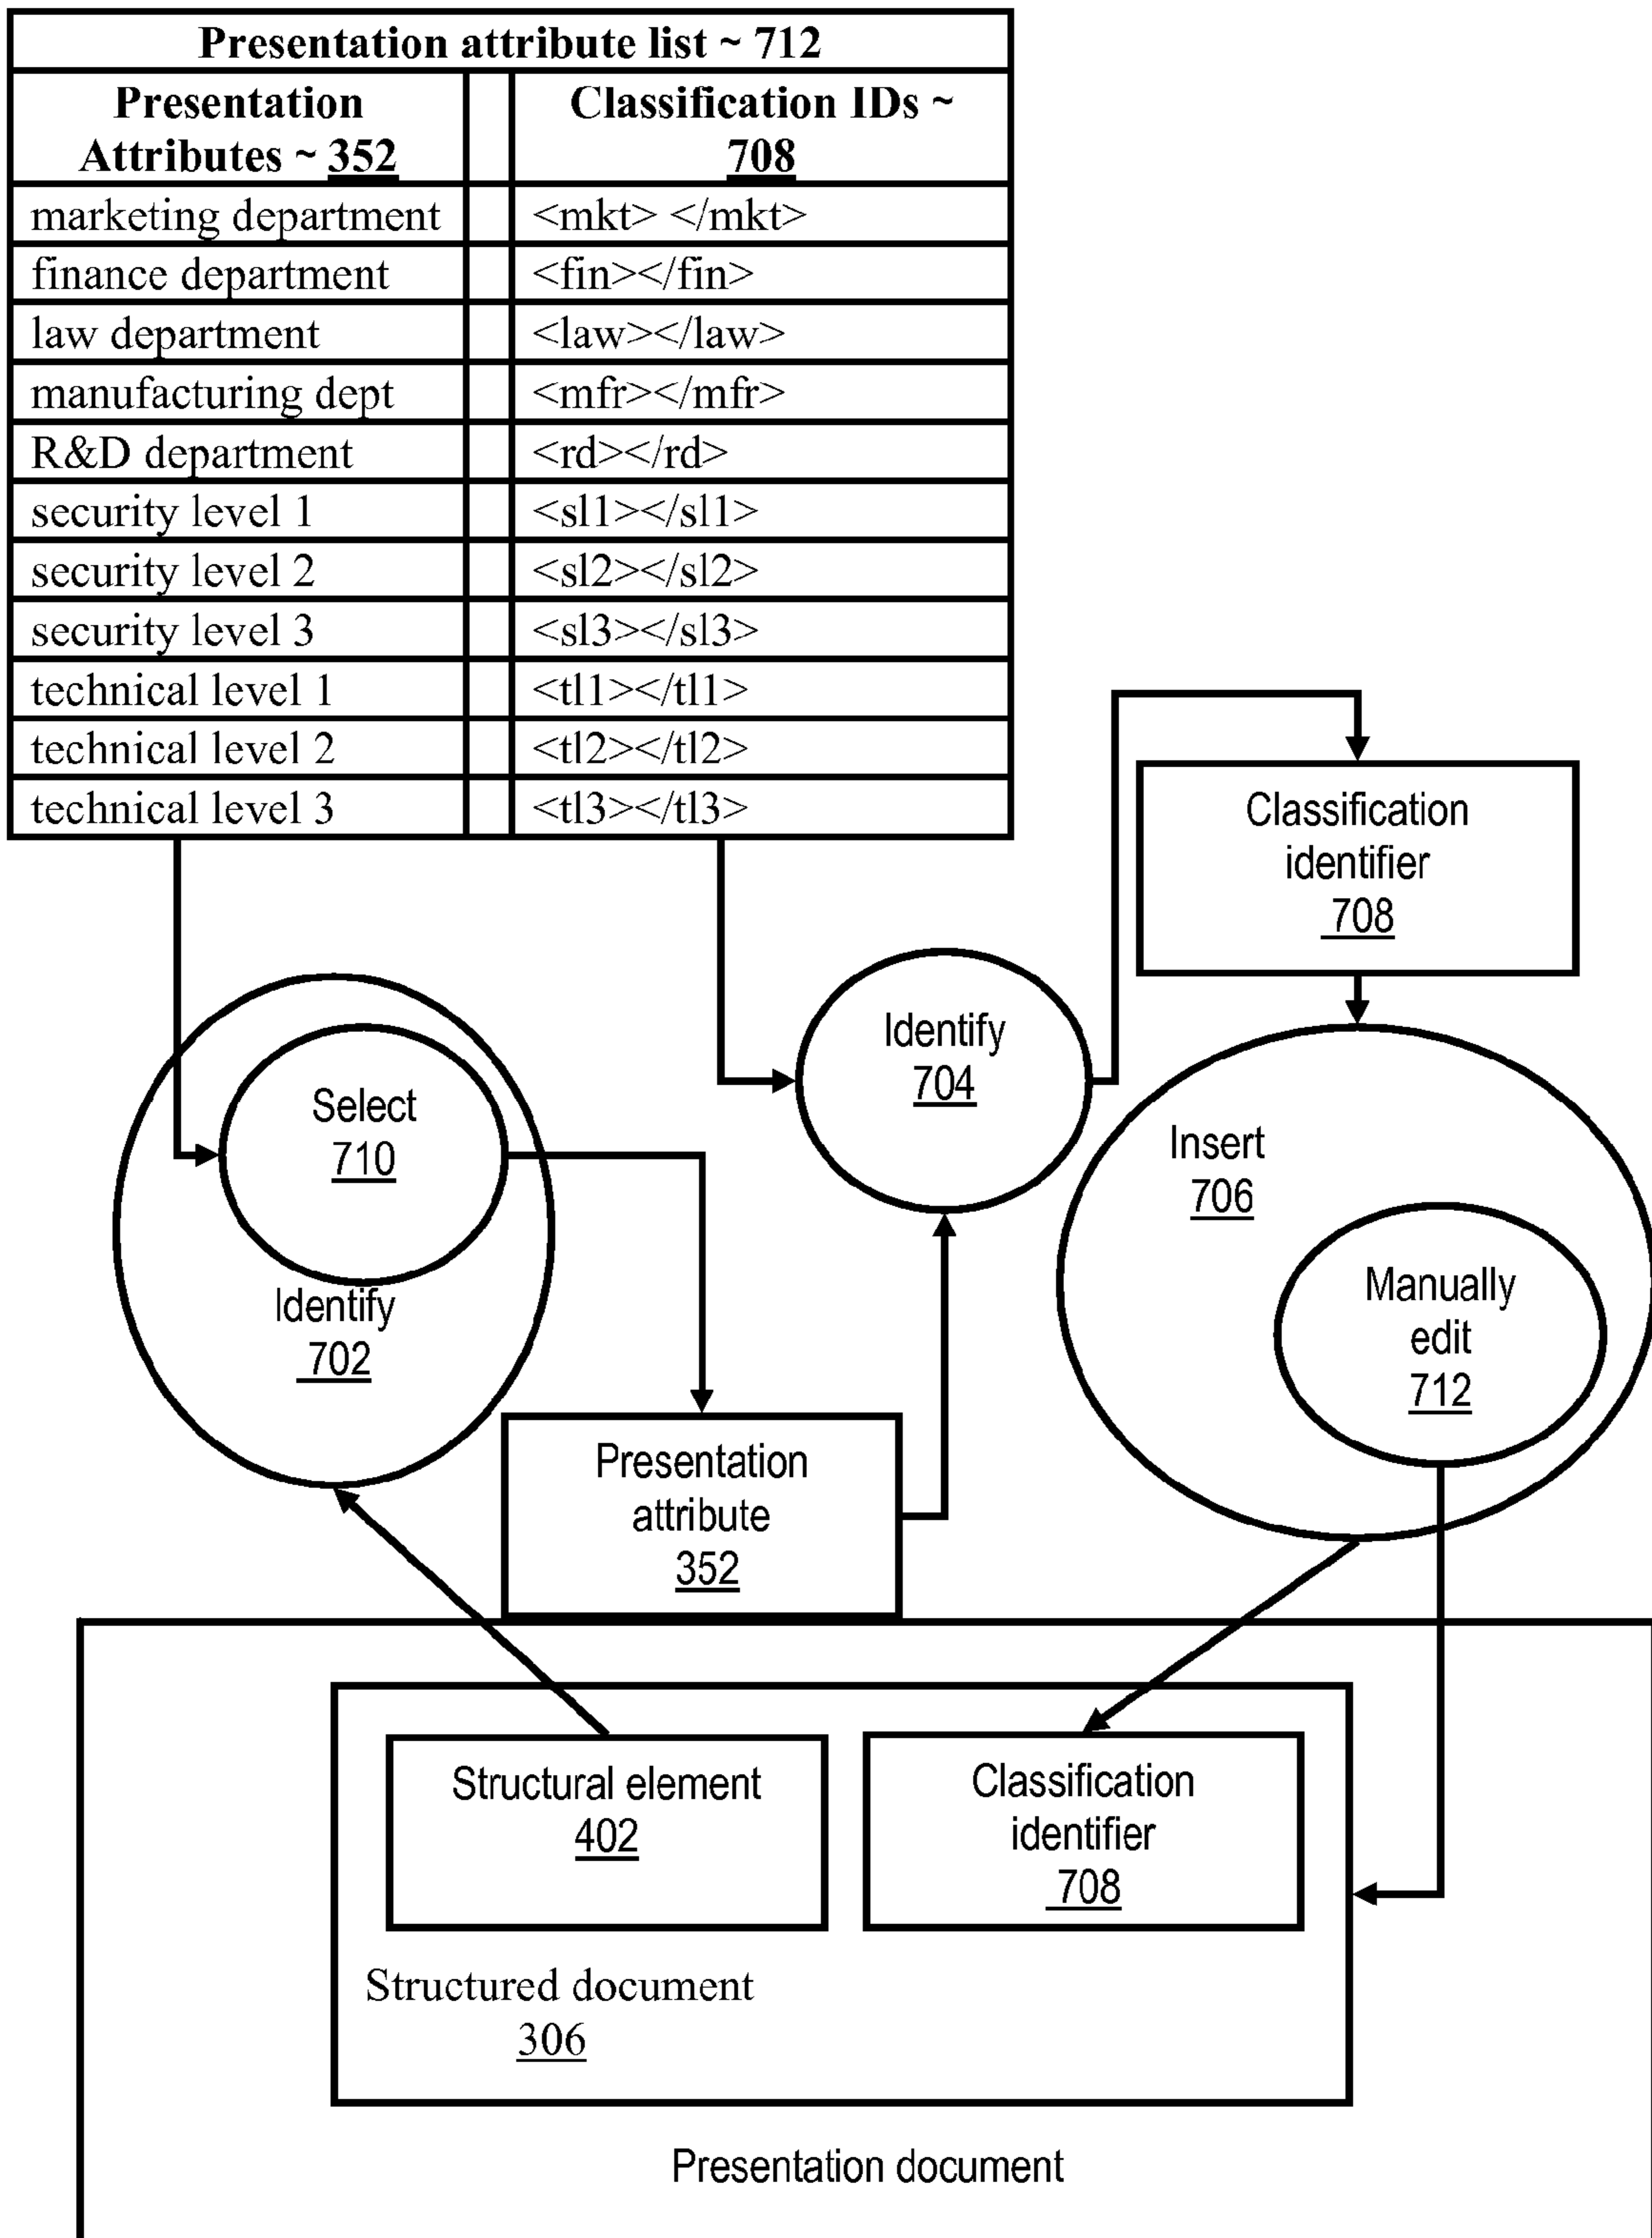 Presentation attribute list ~ 712
Presentation Attributes ~ 352
Classification IDs ~ 708
marketing department <mkt> </mkt>
finance department <fin></fin>
law department <law></law>
manufacturing dept <mfr></mfr>
R&D department <rd></rd>
security level 1 <sl1></sl1>
security level 2 <sl2></sl2>
security level 3 <sl3></sl3>
technical level 1 <tl1></tl1>
technical level 2 <tl2></tl2>
technical level 3 <tl3></tl3>
Classification
identifier
708
Identify
704
Select
710
Identify
702
Insert
706
Manually
edit
712
Presentation
attribute
352
Structural element
402
Classification
identifier
708
Structured document
306
Presentation document